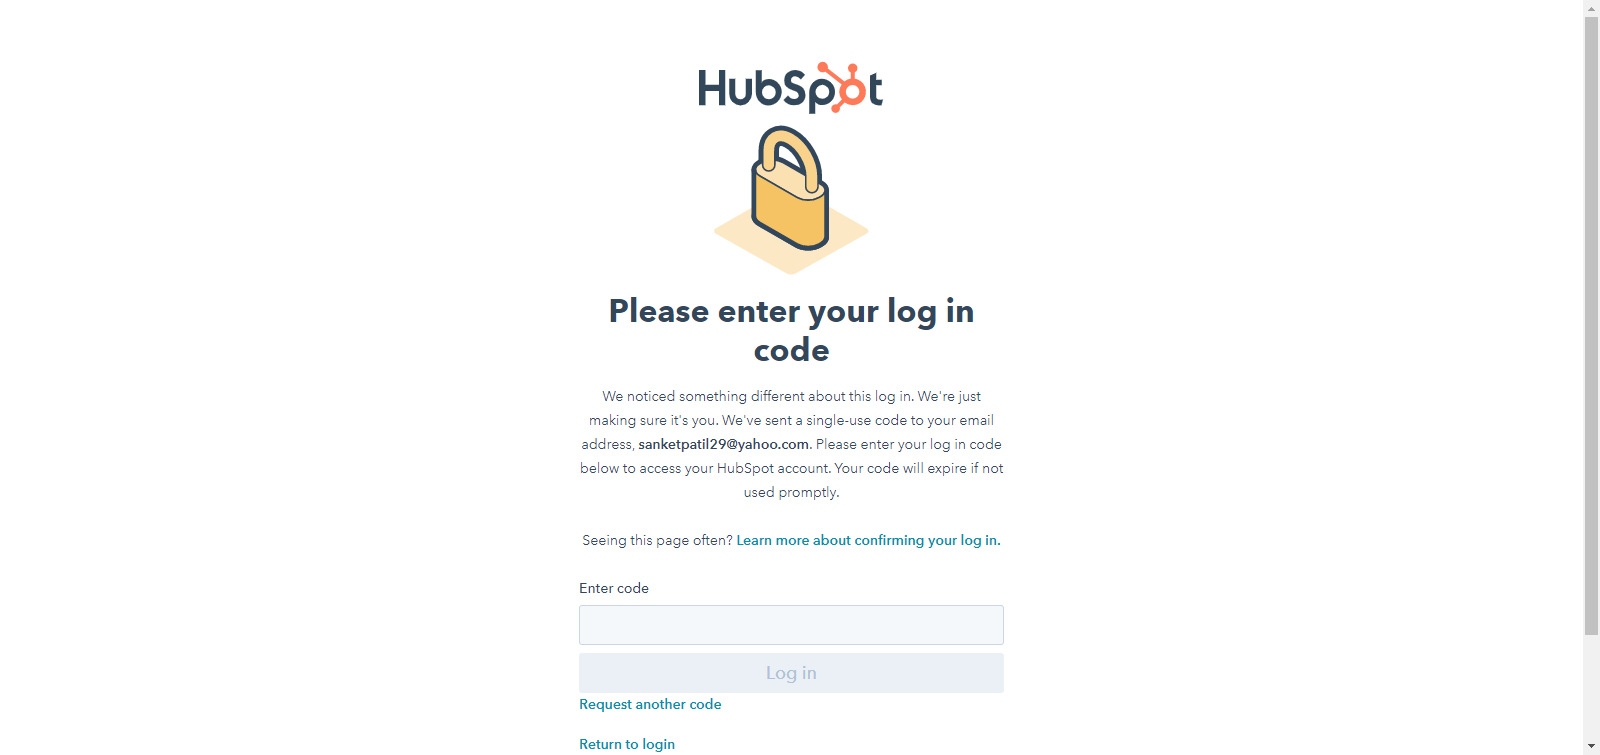 HubSpot
Please enter your log in
code
We noticed something different about this log in. We're just
making sure it's you. We've sent a single-use code to your email
address, sanketpatil29@yahoo.com. Please enter your log in code
below to access your HubSpot account. Your code will expire if not
used promptly.
Seeing this page often? Learn more about confirming your log in.
Enter code
Log in
Request another code
Return to login